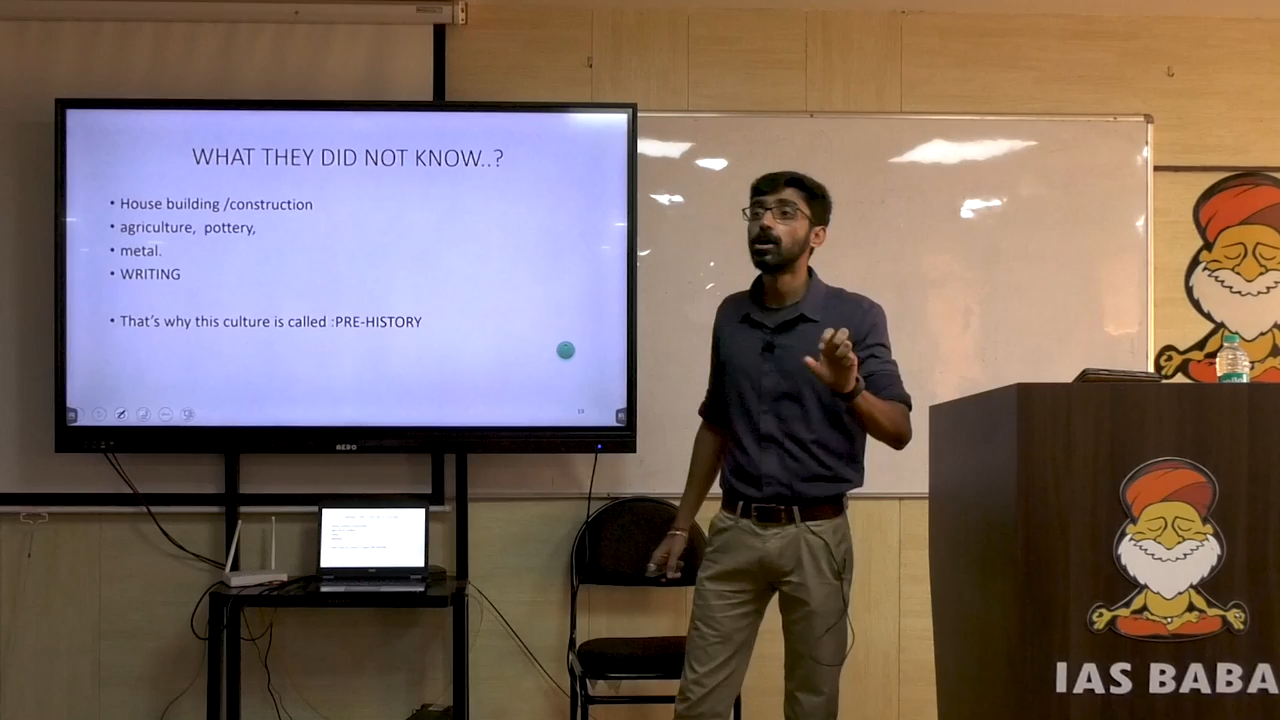 WHAT THEY DID NOT KNOW..?
• House building /construction
• agriculture, pottery,
• metal.
• WRITING
• That's why this culture is called :PRE-HISTORY
15
IAS BABA